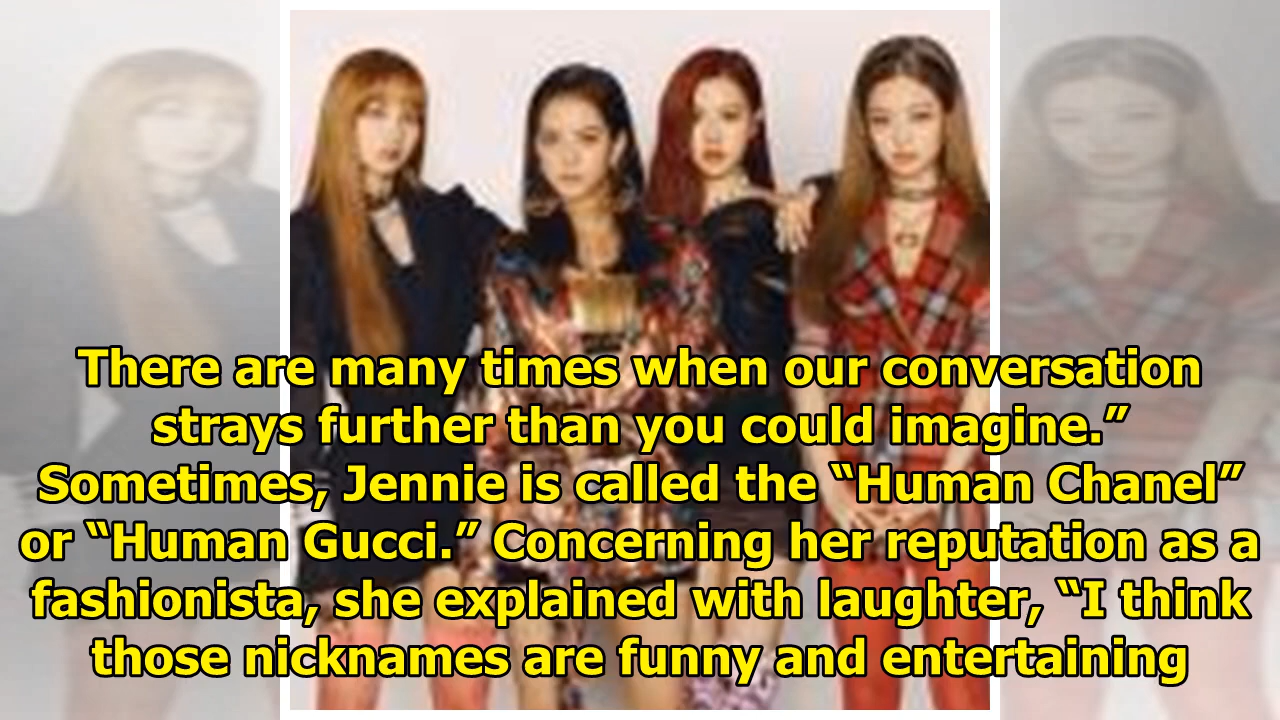 There are many times when our conversation
strays further than you could imagine.”
Sometimes, Jennie is called the “Human Chanel”
or “Human Gucci.” Concerning her reputation as a
fashionista, she explained with laughter, “I think
those nicknames are funny and entertaining